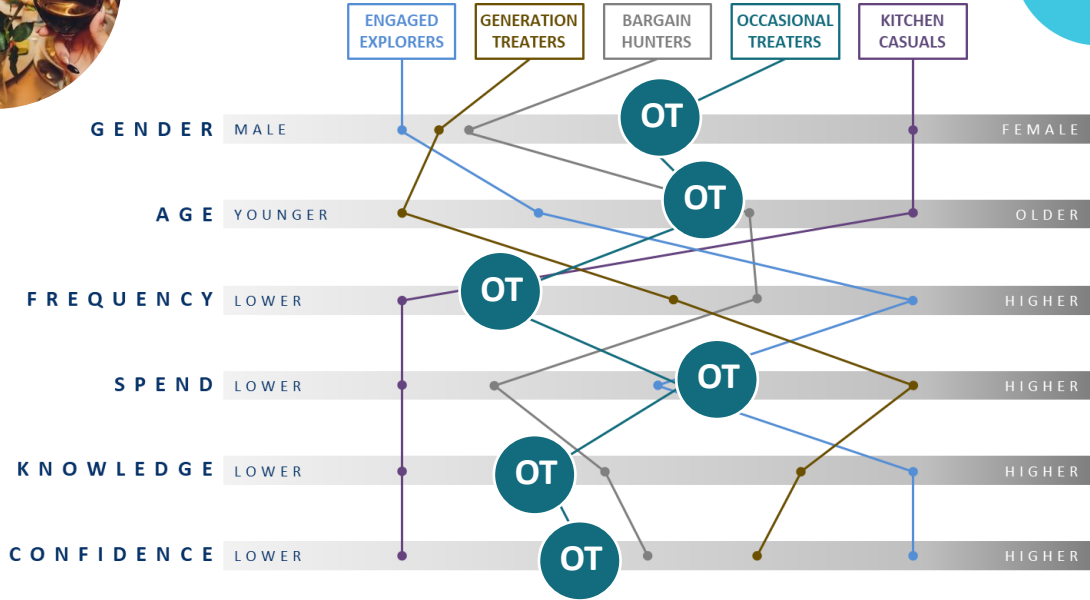 ENGAGED
EXPLORERS
GENERATION
TREATERS
BARGAIN
HUNTERS
OCCASIONAL
TREATERS
KITCHEN
CASUALS
GENDER MALE OT FEMALE
AGE YOUNGER OT OLDER
FREQUENCY LOWER OT HIGHER
SPEND LOWER OT HIGHER
KNOWLEDGE LOWER OT HIGHER
CONFIDENCE LOWER OT HIGHER